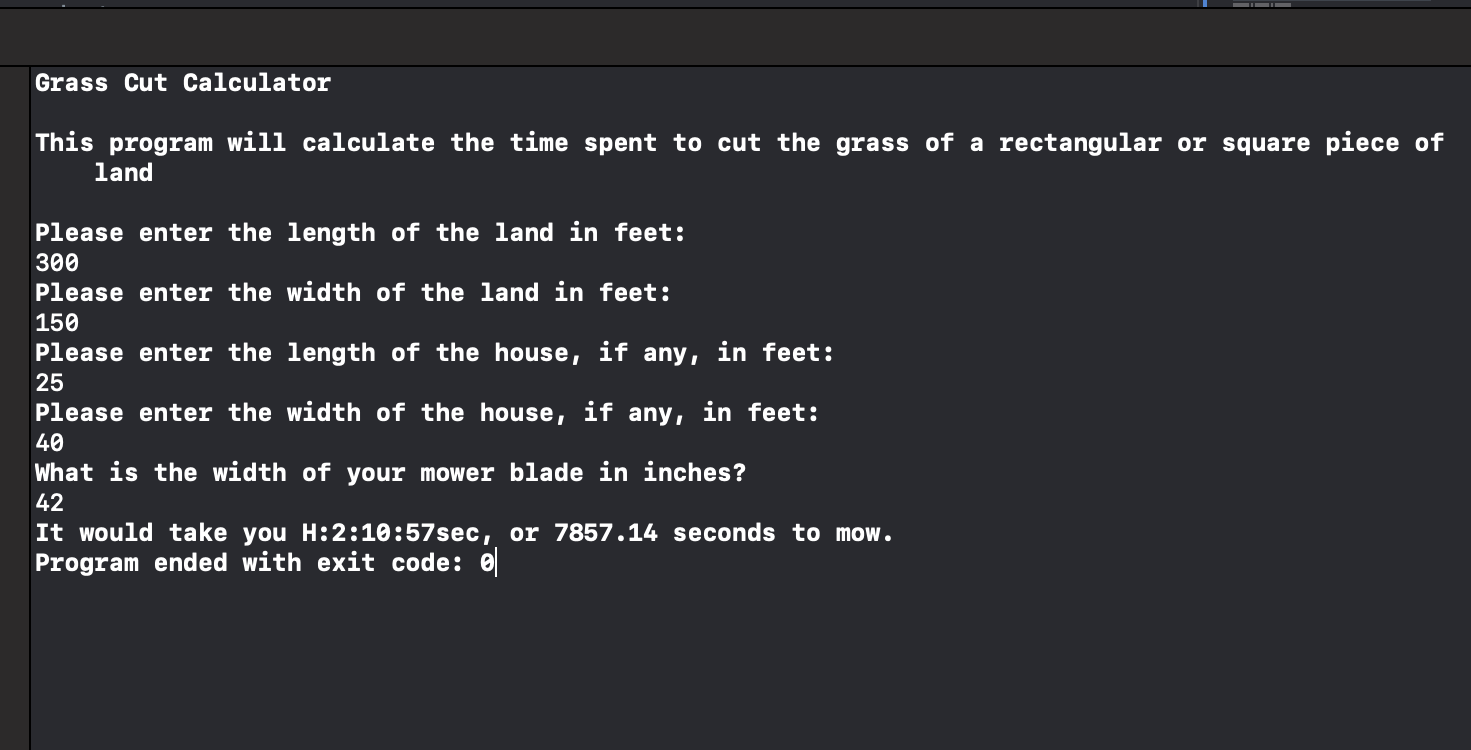 Grass Cut Calculator
This program will calculate the time spent to cut the grass of a rectangular or square piece of
land
Please enter the length of the land in feet:
300
Please enter the width of the land in feet:
150
Please enter the length of the house, if any, in feet:
25
Please enter the width of the house, if any, in feet:
40
What is the width of your mower blade in inches?
42
It would take you H:2:10:57sec, or 7857.14 seconds to mow.
Program ended with exit code: 0